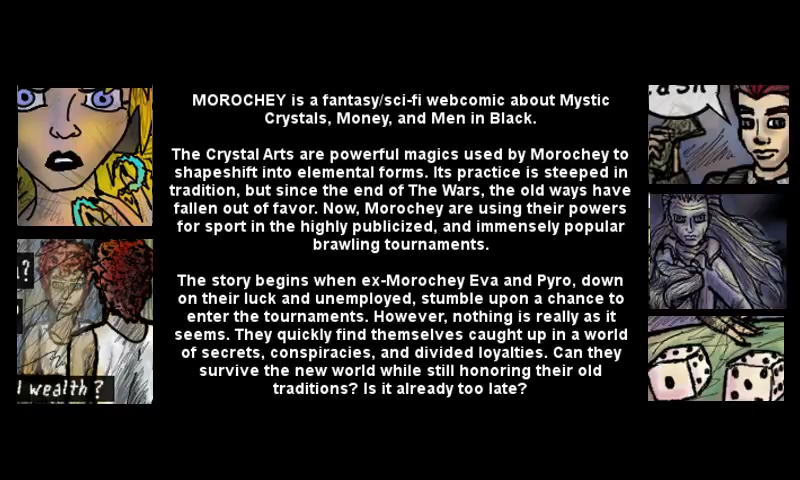 MOROCHEY is a fantasy/sci-fi webcomic about Mystic
Crystals, Money, and Men in Black.
The Crystal Arts are powerful magics used by Morochey to
shapeshift into elemental forms. Its practice is steeped in
tradition, but since the end of The Wars, the old ways have
fallen out of favor. Now, Morochey are using their powers
for sport in the highly publicized, and immensely popular
brawling tournaments.
The story begins when ex-Morochey Eva and Pyro, down
on their luck and unemployed, stumble upon a chance to
enter the tournaments. However, nothing is really as it
seems. They quickly find themselves caught up in a world
of secrets, conspiracies, and divided loyalties. Can they
survive the new world while still honoring their old
traditions? Is it already too late?
wealth?